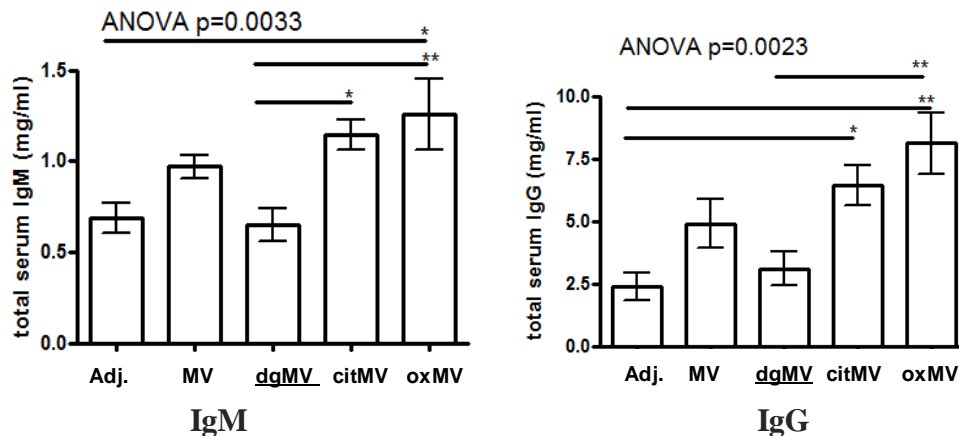 ANOVA p=0.0033
*
**
*
total serum IgM (mg/ml)
1.5
1.0
0.5
0.0
Adj. MV dgMV citMV oxMV
IgM
ANOVA p=0.0023
**
**
*
total serum IgG (mg/ml)
10.0
7.5
5.0
2.5
0.0
Adj. MV dgMV citMV oxMV
IgG